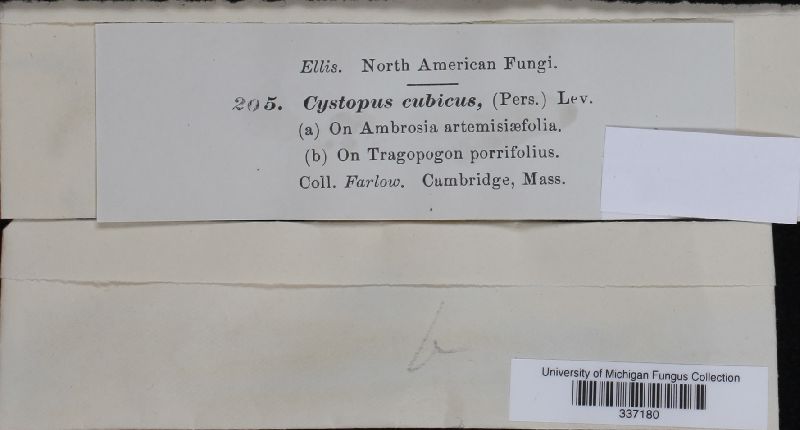 Ellis. North American Fungi.
205. Cystopus cubicus, (Pers.) Lev.
(a) On Ambrosia artemisiæfolia.
(b) On Tragopogon porrifolius.
Coll. Farlow. Cambridge, Mass.
b
University of Michigan Fungus Collection
337180